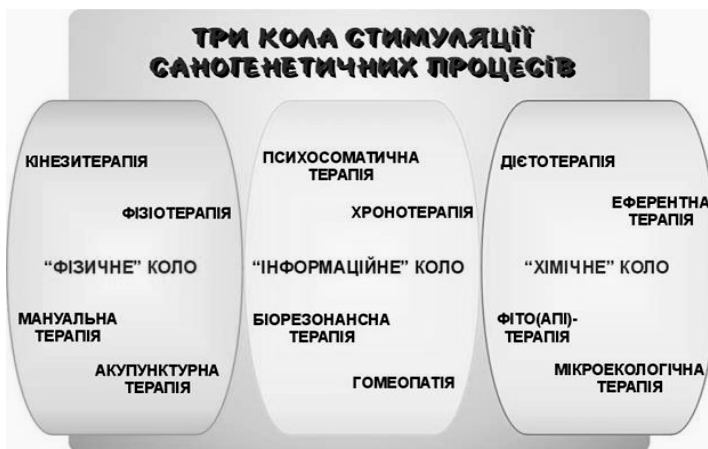 ТРИ КОЛА СТИМУЛЯЦІЇ
САНОГЕНЕТИЧНИХ ПРОЦЕСІВ
КІНЕЗИТЕРАПІЯ
ФІЗІОТЕРАПІЯ
“ФІЗИЧНЕ” КОЛО
МАНУАЛЬНА
ТЕРАПІЯ
АКУПУНКТУРНА
ТЕРАПІЯ
ПСИХОСОМАТИЧНА
ТЕРАПІЯ
ХРОНОТЕРАПІЯ
“ІНФОРМАЦІЙНЕ” КОЛО
БІОРЕЗОНАНСНА
ТЕРАПІЯ
ГОМЕОПАТІЯ
ДІЄТОТЕРАПІЯ
ЕФЕРЕНТНА
ТЕРАПІЯ
“ХІМІЧНЕ” КОЛО
ФІТО(АПІ)-
ТЕРАПІЯ
МІКРОЕКОЛОГІЧНА
ТЕРАПІЯ